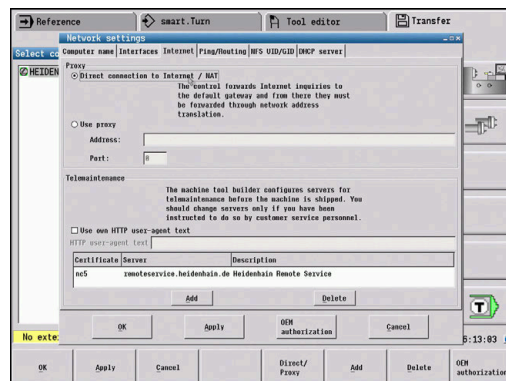 Reference
smart.Turn
Tool editor
Transfer
Network settings
Select co
Computer name
Interfaces
Internet
Ping/Routing
NFS UID/GID
DHCP server
HEIDEN
Proxy
Direct connection to Internet / NAT
The control forwards Internet inquiries to
the default gateway and from there they must
be forwarded through network address
translation.
Use proxy
Address:
Port:
0
Telemaintenance
The machine tool builder configures servers for
telemaintenance before the machine is shipped. You
should change servers only if you have been
instructed to do so by customer service personnel.
Use own HTTP user-agent text
HTTP user-agent text
Certificate Server Description
nc5 remoteservice.heidenhain.de Heidenhain Remote Service
Add
Delete
OK
Apply
OEM
authorization
Cancel
No exte
5:13:03
OK
Apply
Cancel
Direct/
Proxy
Add
Delete
OEM
authorization
T